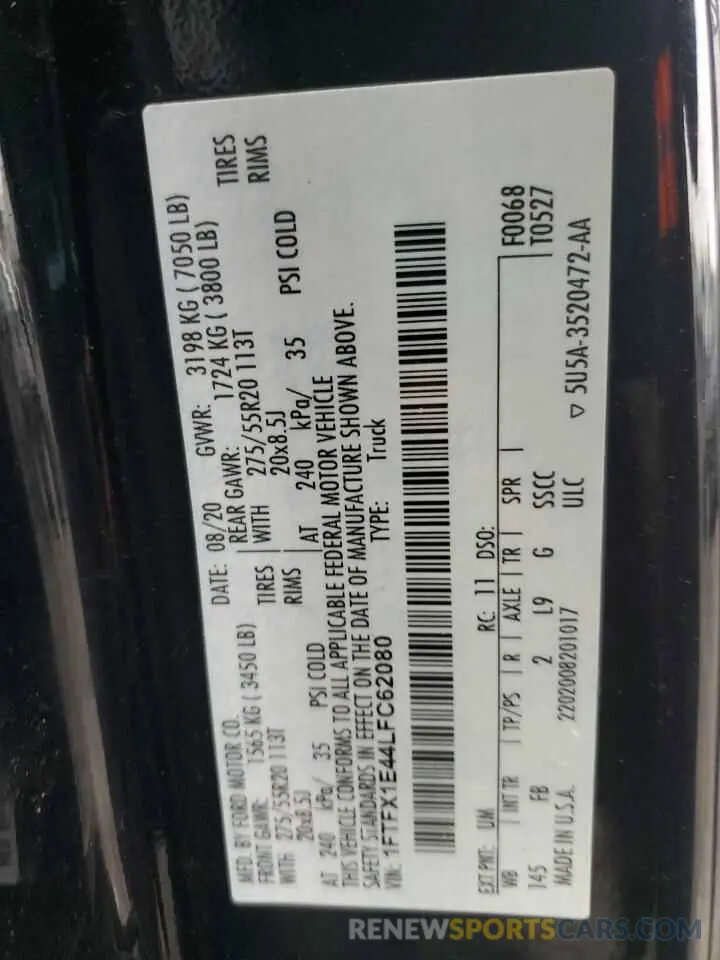 MFD. BY FORD MOTOR CO.
DATE: 08/20 GVWR: 3198 KG ( 7050 LB)
FRONT GAWR: 1565 KG ( 3450 LB)
REAR GAWR: 1724 KG ( 3800 LB)
WITH 275/55R20 113T TIRES
WITH 275/55R20 113T TIRES
20x8.5J RIMS
20x8.5J RIMS
AT 240 kPa/ 35 PSI COLD
AT 240 kPa/ 35 PSI COLD
THIS VEHICLE CONFORMS TO ALL APPLICABLE FEDERAL MOTOR VEHICLE
SAFETY STANDARDS IN EFFECT ON THE DATE OF MANUFACTURE SHOWN ABOVE.
VIN: 1FTFX1E44LFC62080 TYPE: Truck
EXT PNT: UM RC: 11 DSO: F0068
WB INT TR TP/PS R AXLE TR SPR T0527
145 FB 2 L9 G SSCC
MADE IN U.S.A. 2202008201017 ULC
▽ 5U5A-3520472-AA
RENEWSPORTSCARS.COM